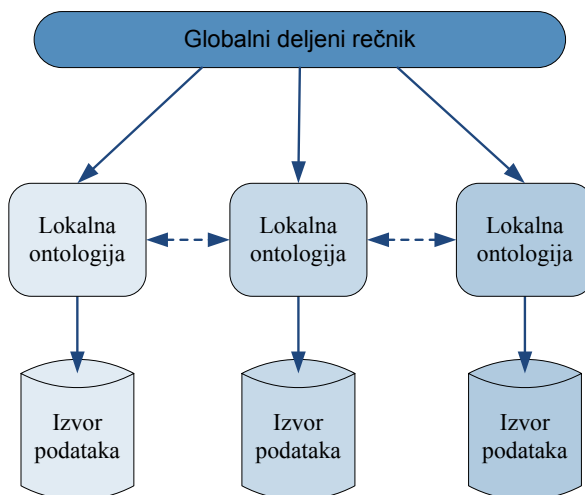 Globalni deljeni rečnik
Lokalna
ontologija
Lokalna
ontologija
Lokalna
ontologija
Izvor
podataka
Izvor
podataka
Izvor
podataka